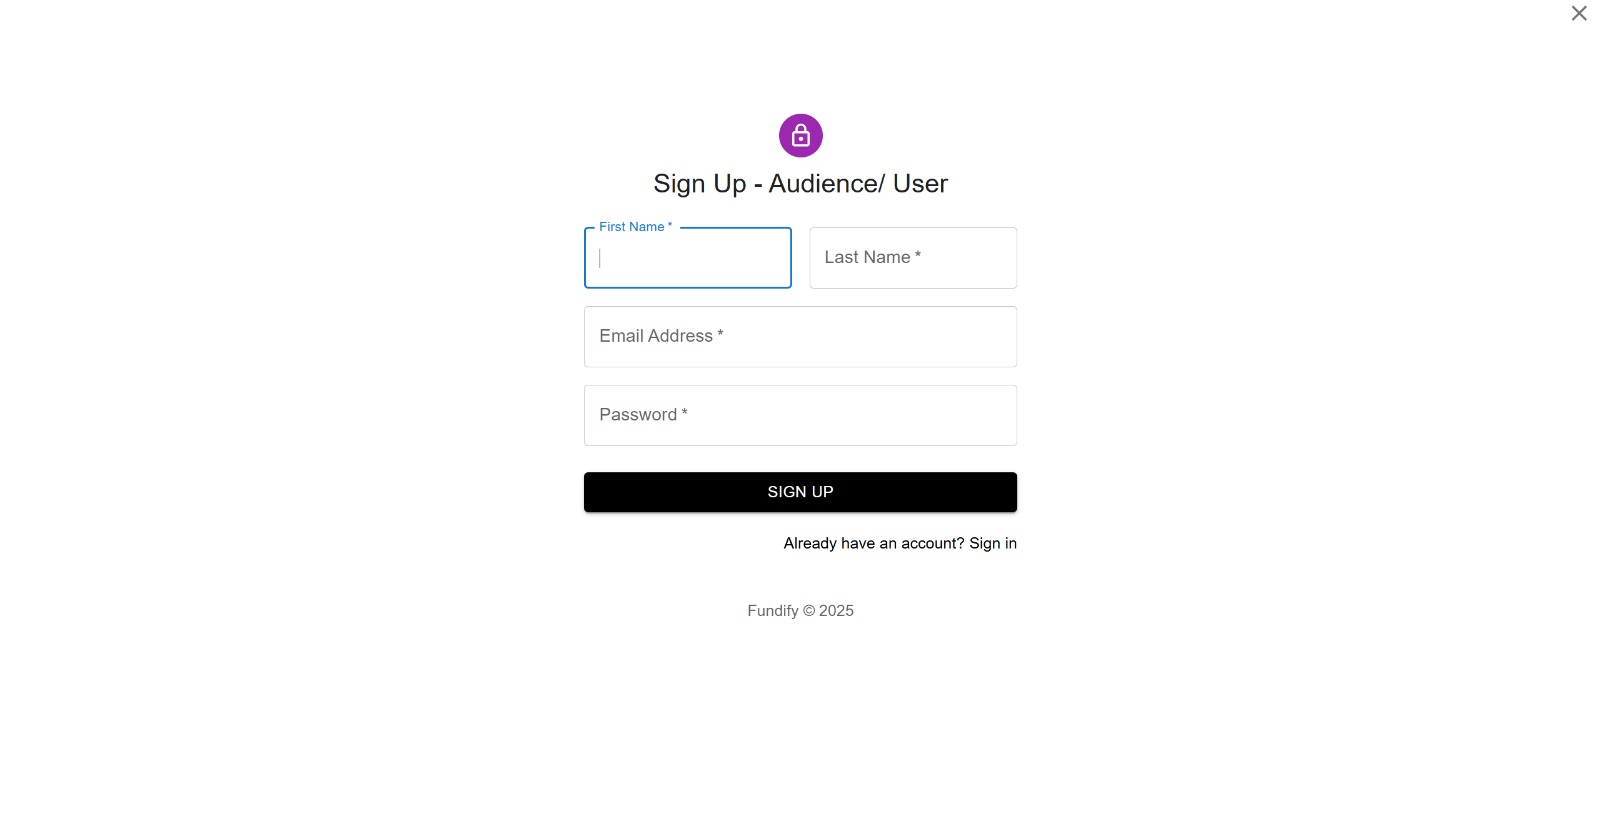 Sign Up - Audience/ User
First Name *
Last Name *
Email Address *
Password *
SIGN UP
Already have an account? Sign in
Fundify © 2025